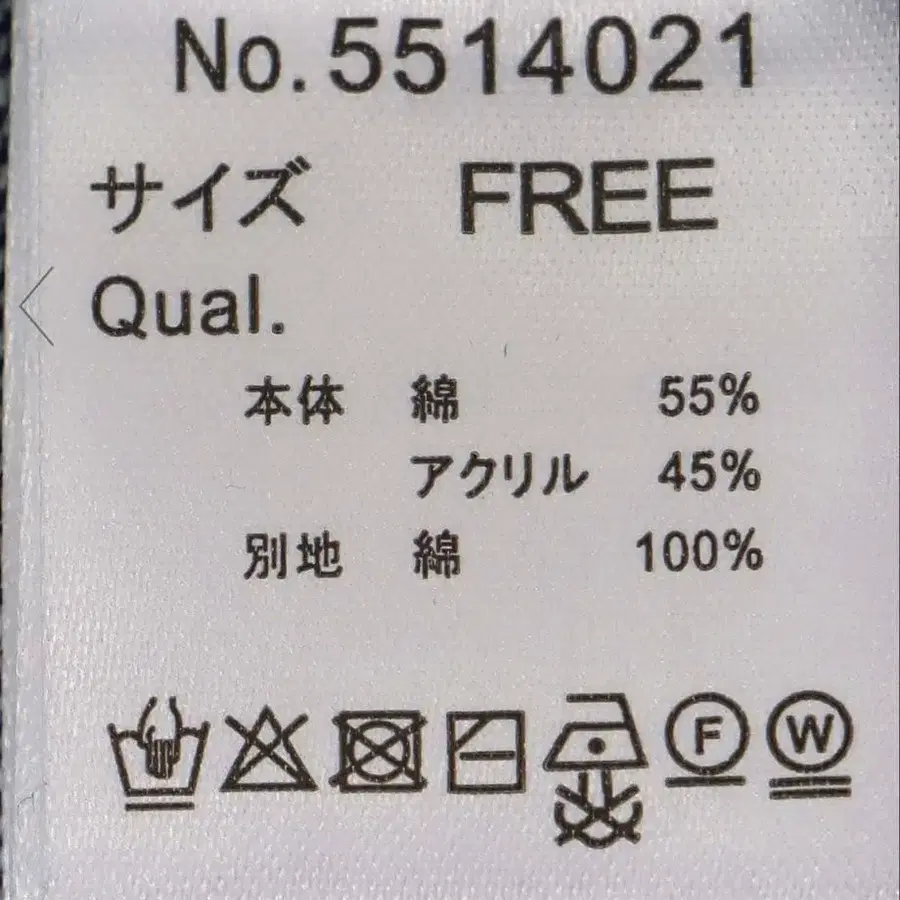 No.5514021
サイズ FREE
Qual.
本体 綿 55%
アクリル 45%
別地 綿 100%
F W